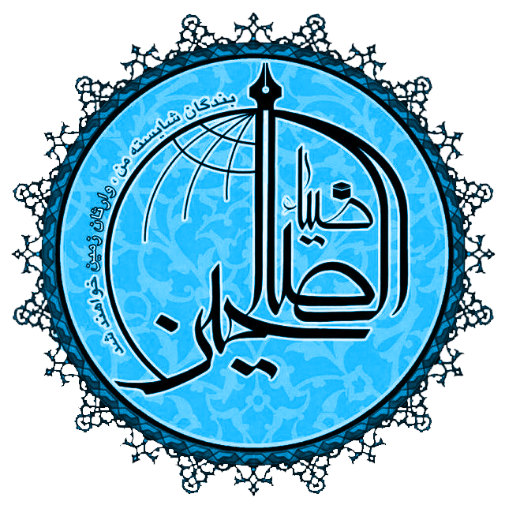 بندگان شایسته من، وارثان زمین خواهند شد
ضیاء
الصالحین